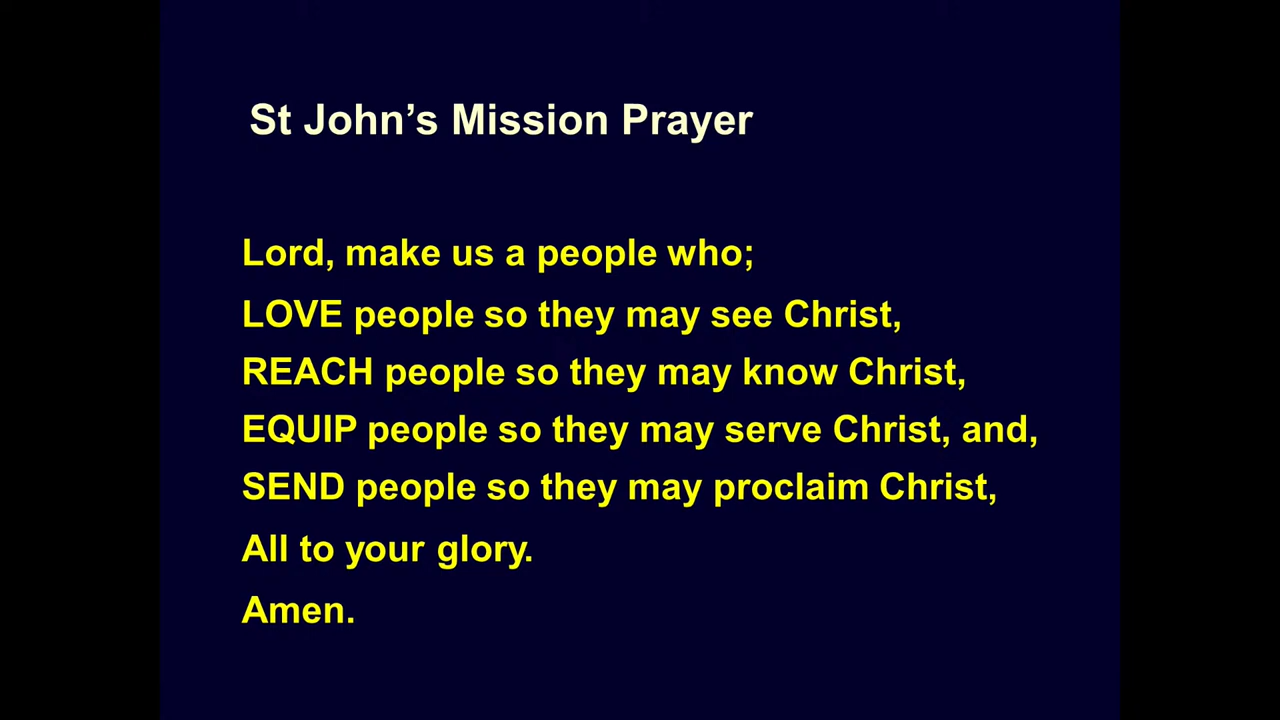 St John’s Mission Prayer
Lord, make us a people who;
LOVE people so they may see Christ,
REACH people so they may know Christ,
EQUIP people so they may serve Christ, and,
SEND people so they may proclaim Christ,
All to your glory.
Amen.